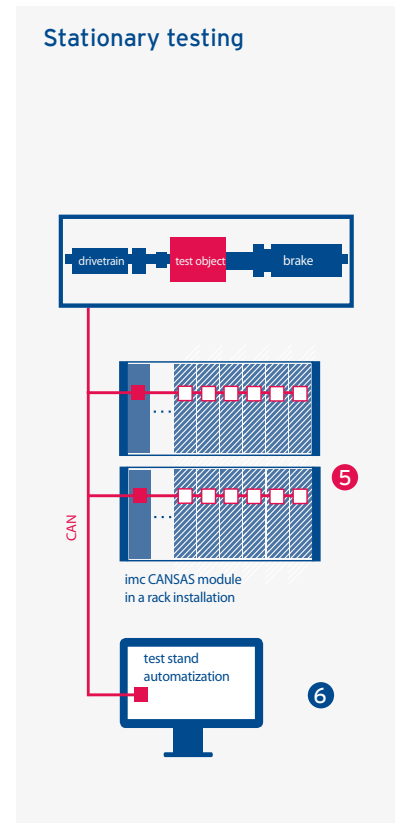 Stationary testing
drivetrain
test object
brake
...
5
...
CAN
imc CANSAS module
in a rack installation
test stand
automatization
6